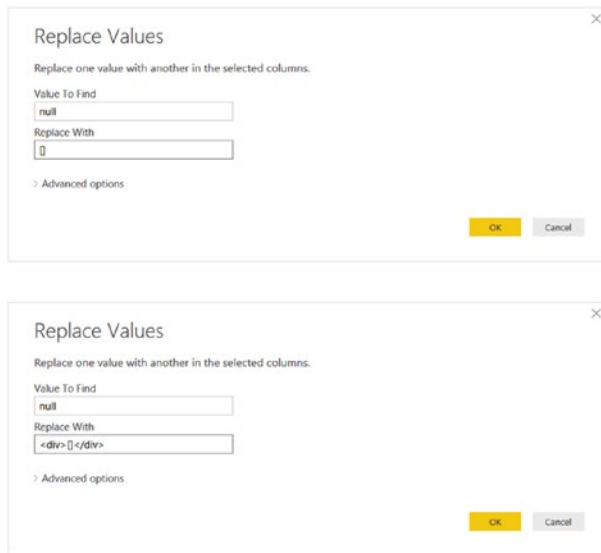 Replace Values
Replace one value with another in the selected columns.
Value To Find
null
Replace With
[]
Advanced options
OK Cancel
Replace Values
Replace one value with another in the selected columns.
Value To Find
null
Replace With
<div>[]</div>
Advanced options
OK Cancel